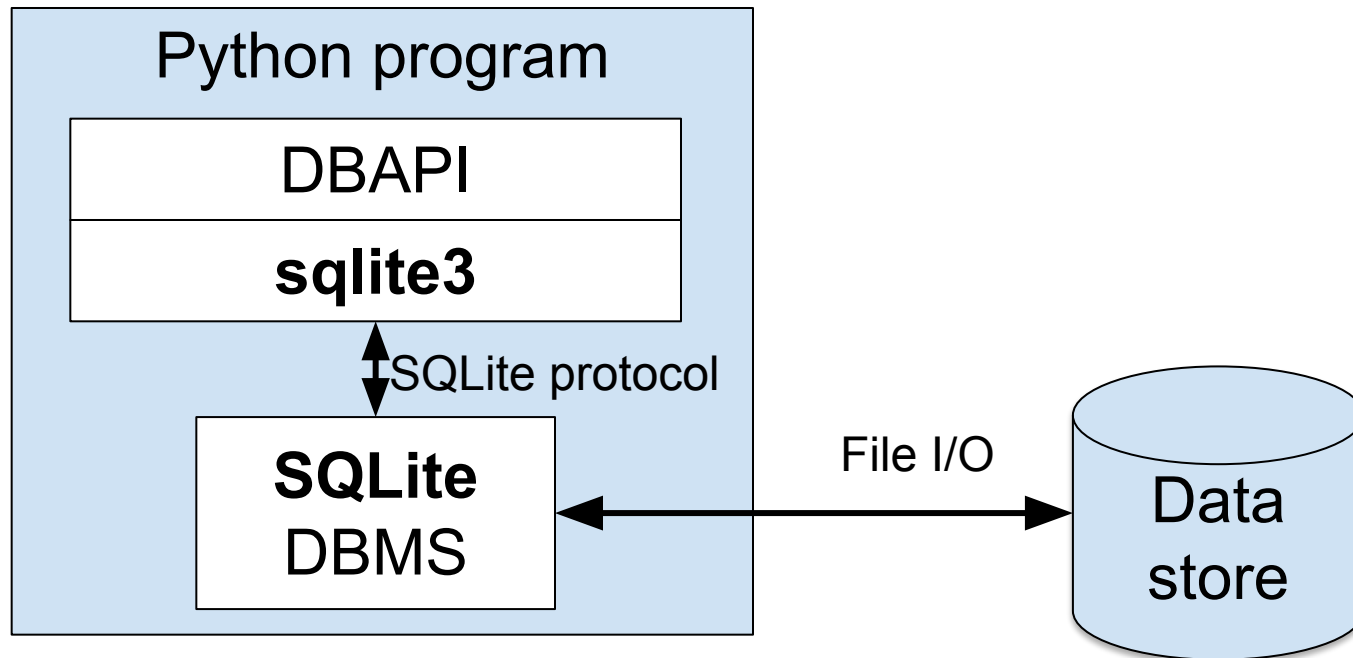 Python program
DBAPI
sqlite3
SQLite protocol
SQLite
DBMS
File I/O
Data
store